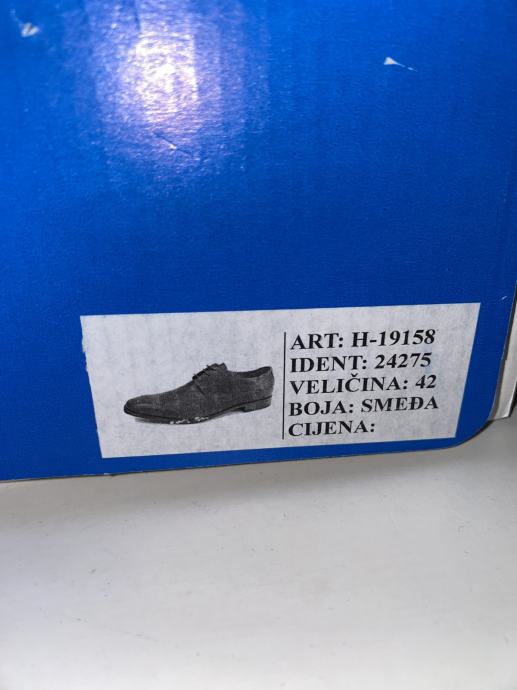 ART: H-19158
IDENT: 24275
VELIČINA: 42
BOJA: SMEĐA
CIJENA: